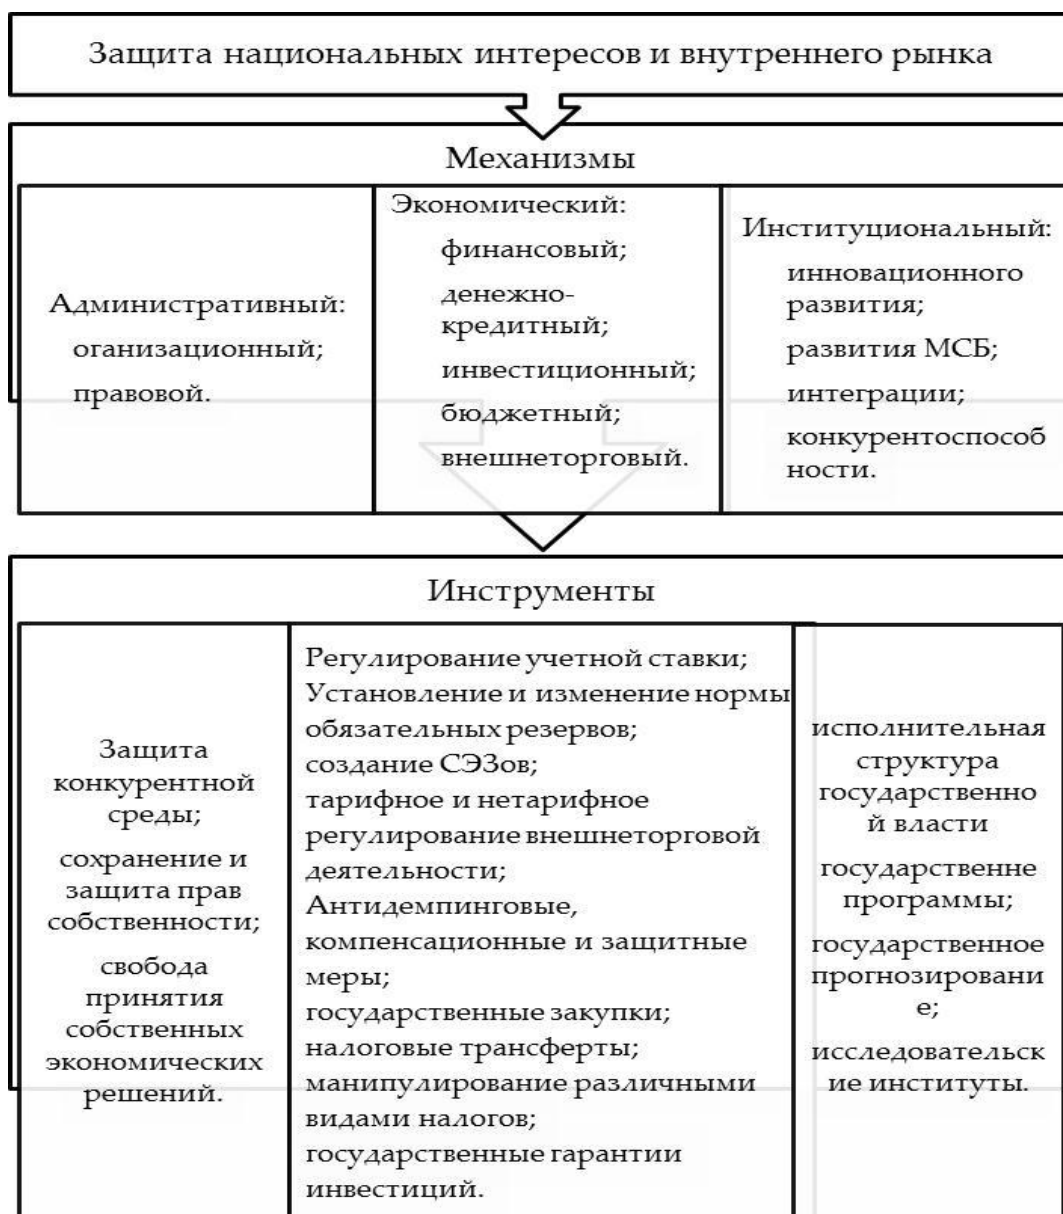 Защита национальных интересов и внутреннего рынка
Механизмы
Административный:
оганизационный;
правовой.
Экономический:
финансовый;
денежно-
кредитный;
инвестиционный;
бюджетный;
внешнеторговый.
Институциональный:
инновационного
развития;
развития МСБ;
интеграции;
конкурентоспособ
ности.
Инструменты
Защита
конкурентной
среды;
сохранение и
защита прав
собственности;
свобода
принятия
собственных
экономических
решений.
Регулирование учетной ставки;
Установление и изменение нормы
обязательных резервов;
создание СЭЗов;
тарифное и нетарифное
регулирование внешнеторговой
деятельности;
Антидемпинговые,
компенсационные и защитные
меры;
государственные закупки;
налоговые трансферты;
манипулирование различными
видами налогов;
государственные гарантии
инвестиций.
исполнительная
структура
государственно
й власти
государственне
программы;
государственное
прогнозировани
е;
исследовательск
ие институты.